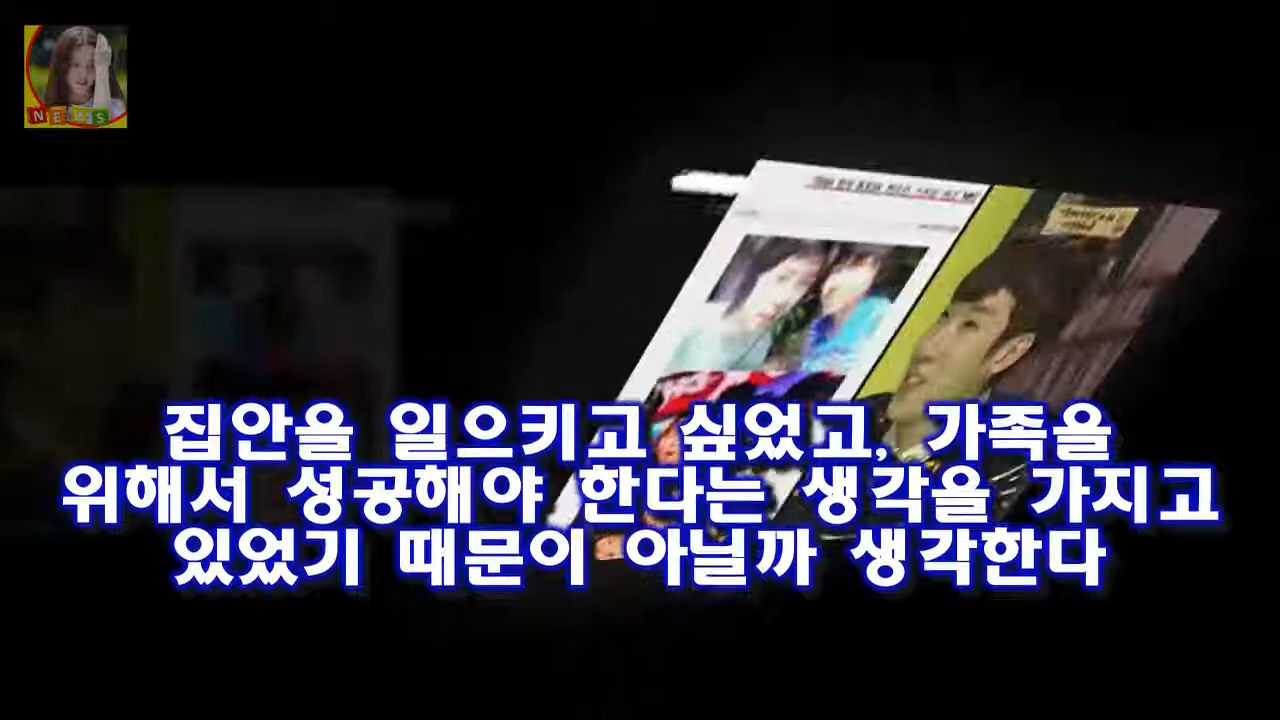 NEWS
집안을 일으키고 싶었고, 가족을
위해서 성공해야 한다는 생각을 가지고
있었기 때문이 아닐까 생각한다